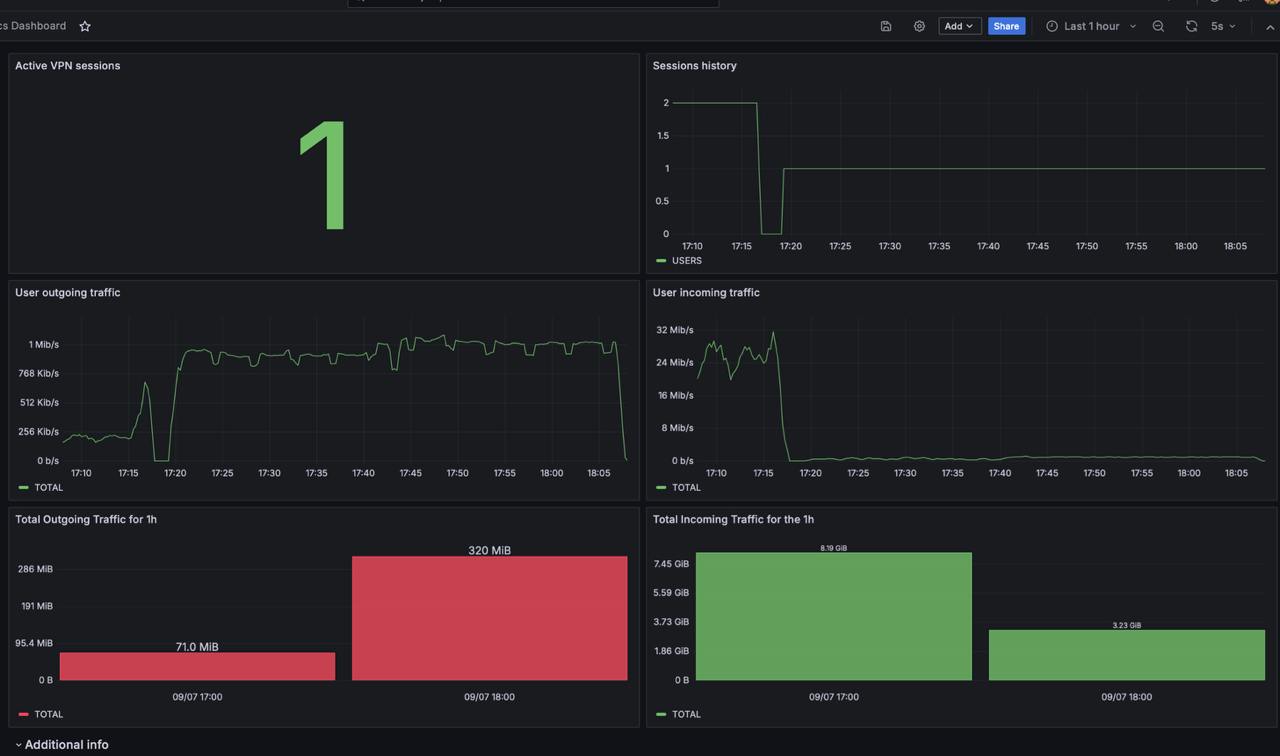 cs Dashboard
Add
Share
Last 1 hour
5s
Active VPN sessions
1
Sessions history
2
1.5
1
0.5
0
17:10 17:15 17:20 17:25 17:30 17:35 17:40 17:45 17:50 17:55 18:00 18:05
USERS
User outgoing traffic
1 Mib/s
768 Kib/s
512 Kib/s
256 Kib/s
0 b/s
17:10 17:15 17:20 17:25 17:30 17:35 17:40 17:45 17:50 17:55 18:00 18:05
TOTAL
User incoming traffic
32 Mib/s
24 Mib/s
16 Mib/s
8 Mib/s
0 b/s
17:10 17:15 17:20 17:25 17:30 17:35 17:40 17:45 17:50 17:55 18:00 18:05
TOTAL
Total Outgoing Traffic for 1h
320 MiB
286 MiB
191 MiB
95.4 MiB
71.0 MiB
0 B
09/07 17:00 09/07 18:00
TOTAL
Total Incoming Traffic for the 1h
8.19 GiB
7.45 GiB
5.59 GiB
3.73 GiB
3.23 GiB
1.86 GiB
0 B
09/07 17:00 09/07 18:00
TOTAL
Additional info